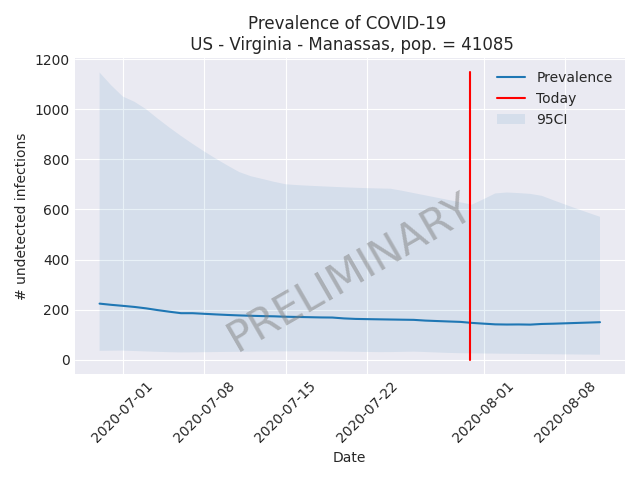 Prevalence of COVID-19
US - Virginia - Manassas, pop. = 41085
# undetected infections
1200
1000
800
600
400
200
0
Prevalence
Today
95CI
PRELIMINARY
2020-07-01
2020-07-08
2020-07-15
2020-07-22
2020-08-01
2020-08-08
Date